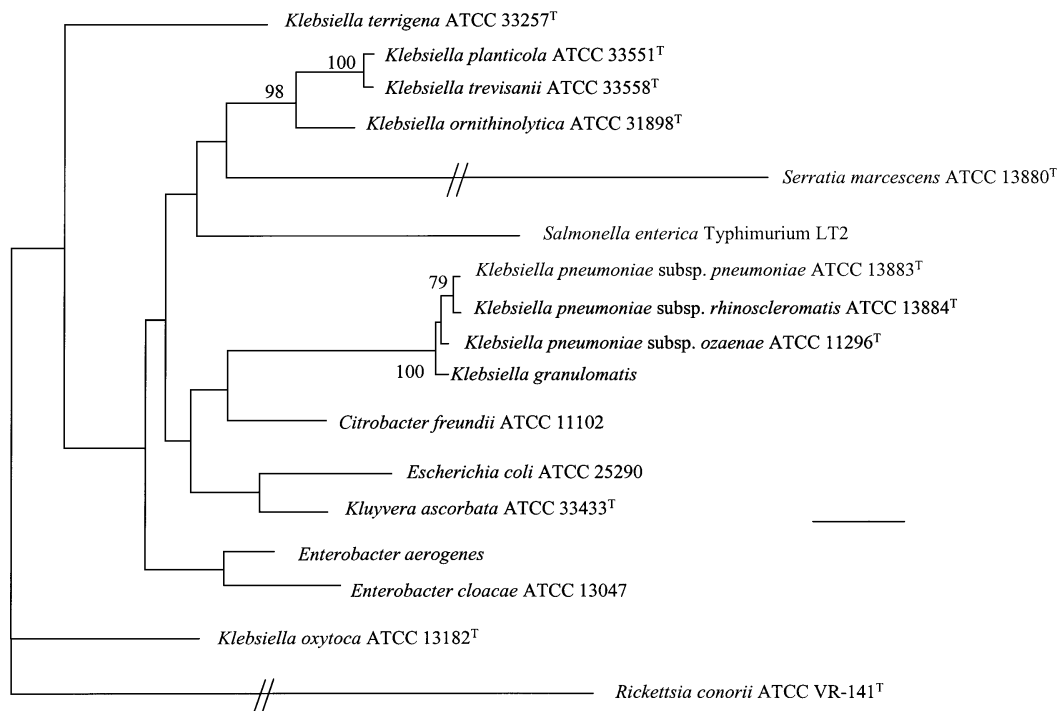 Klebsiella terrigena ATCC 33257T
Klebsiella planticola ATCC 33551T
100
Klebsiella trevisanii ATCC 33558T
98
Klebsiella ornithinolytica ATCC 31898T
Serratia marcescens ATCC 13880T
Salmonella enterica Typhimurium LT2
Klebsiella pneumoniae subsp. pneumoniae ATCC 13883T
79
Klebsiella pneumoniae subsp. rhinoscleromatis ATCC 13884T
Klebsiella pneumoniae subsp. ozaenae ATCC 11296T
100
Klebsiella granulomatis
Citrobacter freundii ATCC 11102
Escherichia coli ATCC 25290
Kluyvera ascorbata ATCC 33433T
Enterobacter aerogenes
Enterobacter cloacae ATCC 13047
Klebsiella oxytoca ATCC 13182T
Rickettsia conorii ATCC VR-141T